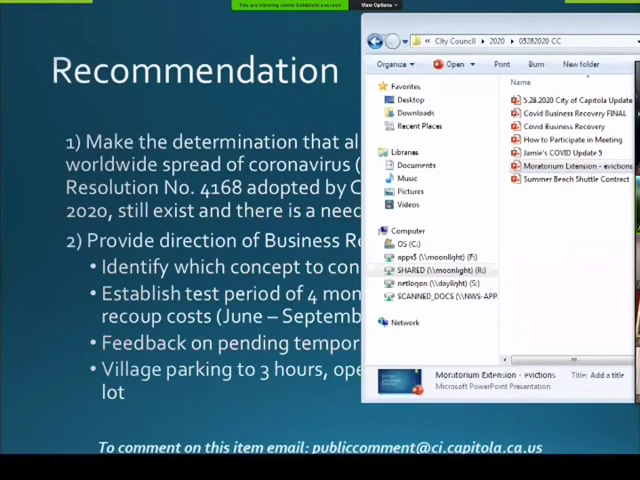 You are viewing Jamie Goldstein's screen
View Options
Recommendation
1) Make the determination that al
worldwide spread of coronavirus (
Resolution No. 4168 adopted by C
2020, still exist and there is a nee
2) Provide direction of Business Re
• Identify which concept to con
• Establish test period of 4 mon
recoup costs (June – Septemb
• Feedback on pending tempor
• Village parking to 3 hours, ope
lot
To comment on this item email: publiccomment@ci.capitola.ca.us
« City Council ▸ 2020 ▸ 05282020 CC
Organize
Open
Print
Burn
New folder
Favorites
Desktop
Downloads
Recent Places
Libraries
Documents
Music
Pictures
Videos
Computer
OS (C:)
apps$ (\\moonlight) (F:)
SHARED (\\moonlight) (R:)
netlogon (\\daylight) (S:)
SCANNED_DOCS (\\NWS-APP
Network
Name
5.28.2020 City of Capitola Update
Covid Business Recovery FINAL
Covid Business Recovery
How to Participate in Meeting
Jamie's COVID Update 5
Moratorium Extension - evictions
Summer Beach Shuttle Contract
Moratorium Extension - evictions
Title: Add a title
Microsoft PowerPoint Presentation